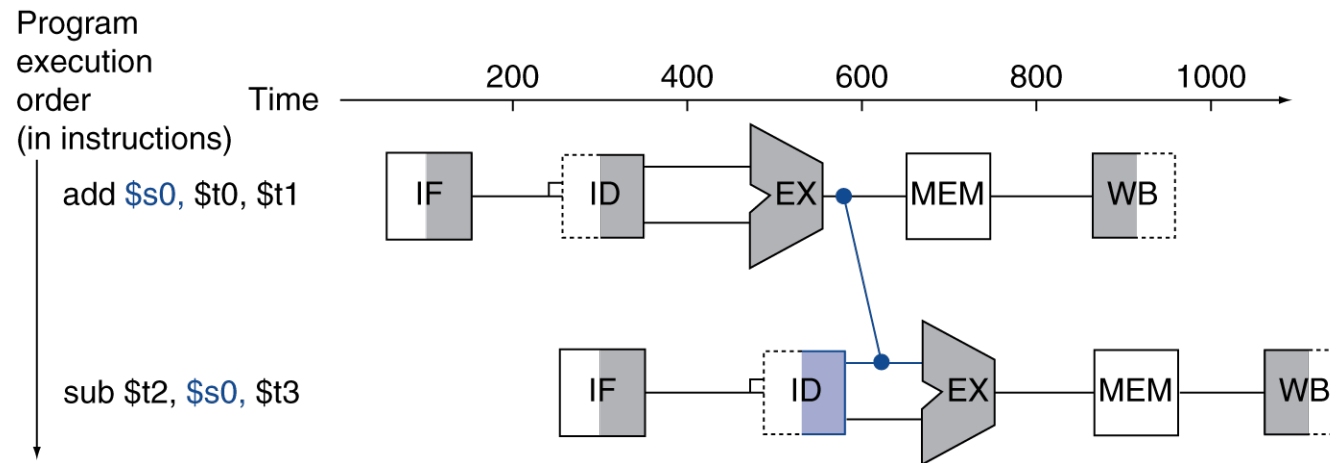 Program
execution
order
(in instructions)
Time
200 400 600 800 1000
add $s0, $t0, $t1
IF ID EX MEM WB
sub $t2, $s0, $t3
IF ID EX MEM WB